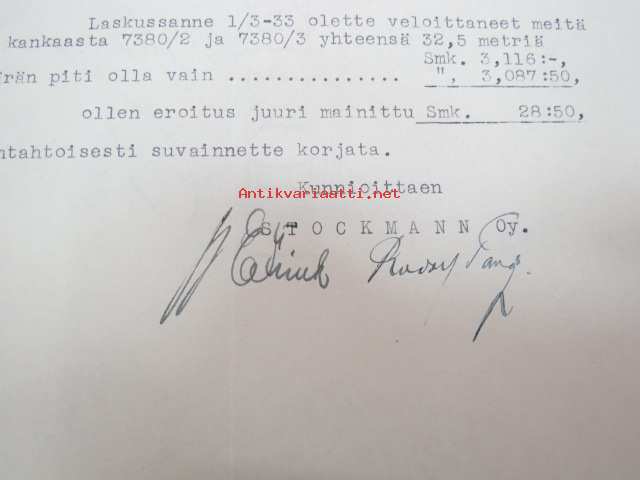 Laskussanne 1/3-33 olette veloittaneet meitä
kankaasta 7380/2 ja 7380/3 yhteensä 32,5 metriä
Smk. 3,116:-,
rän piti olla vain ............... ", 3,087:50,
ollen eroitus juuri mainittu Smk. 28:50,
ntahtoisesti suvainnette korjata.
Kunnioittaen
Antikvariaatti.net
STOCKMANN Oy.